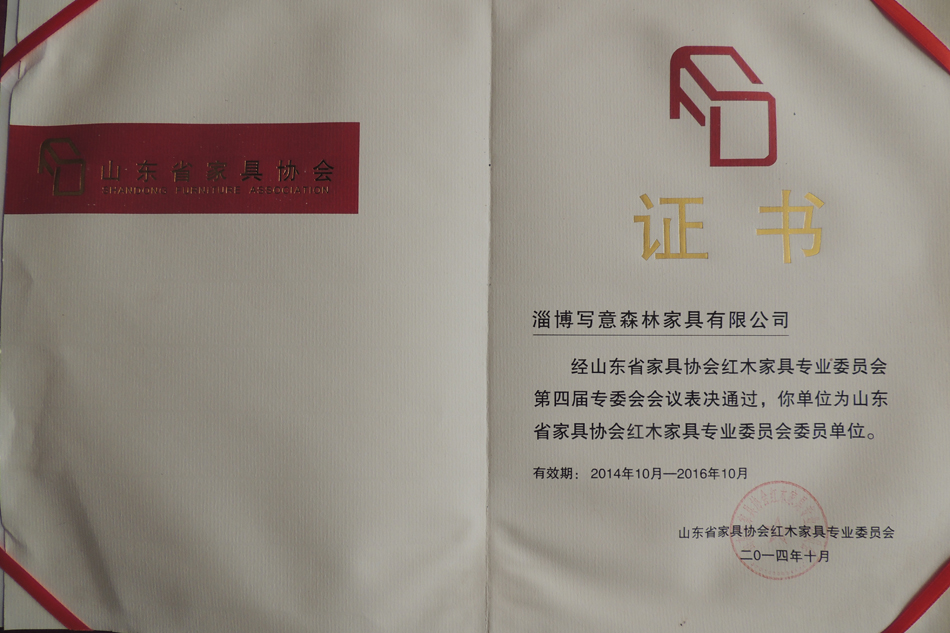 山东省家具协会
SHANDONG FURNITURE ASSOCIATION
证书
淄博写意森林家具有限公司
经山东省家具协会红木家具专业委员会
第四届专委会会议表决通过，你单位为山东
省家具协会红木家具专业委员会委员单位。
有效期： 2014年10月—2016年10月
山东省家具协会红木家具专业委员会
二〇一四年十月